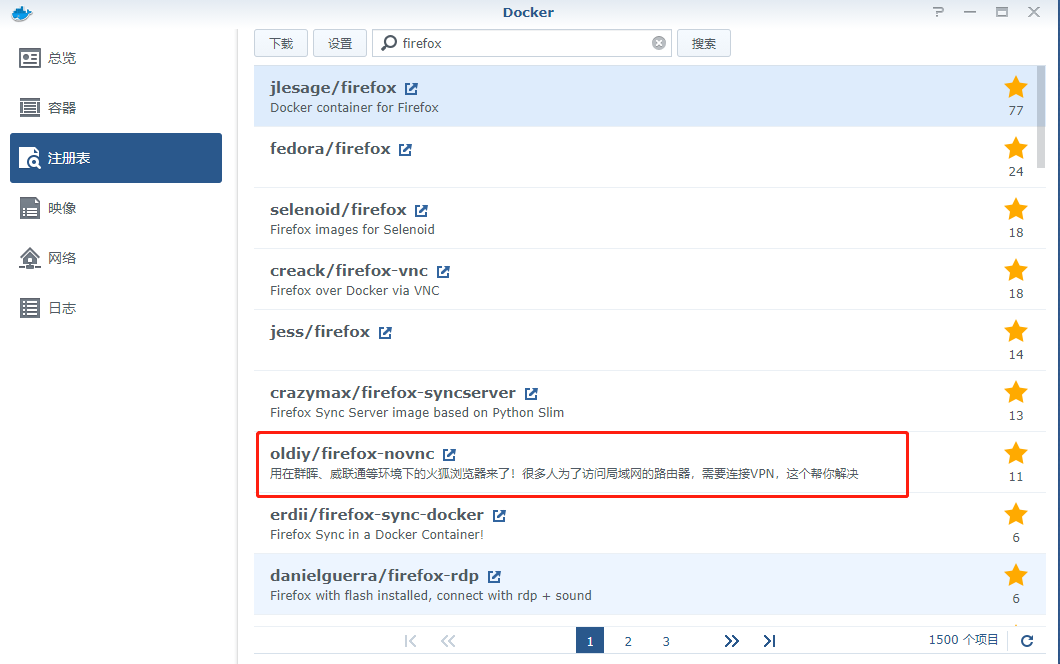 Docker
总览
容器
注册表
映像
网络
日志
下载 设置 firefox 搜索
jlesage/firefox
Docker container for Firefox
77
fedora/firefox
24
selenoid/firefox
Firefox images for Selenoid
18
creack/firefox-vnc
Firefox over Docker via VNC
18
jess/firefox
14
crazymax/firefox-syncserver
Firefox Sync Server image based on Python Slim
13
oldiy/firefox-novnc
用在群晖、威联通等环境下的火狐浏览器来了！很多人为了访问局域网的路由器，需要连接VPN，这个帮你解决
11
erdii/firefox-sync-docker
Firefox Sync in a Docker Container!
6
danielguerra/firefox-rdp
Firefox with flash installed, connect with rdp + sound
6
1 2 3 1500 个项目